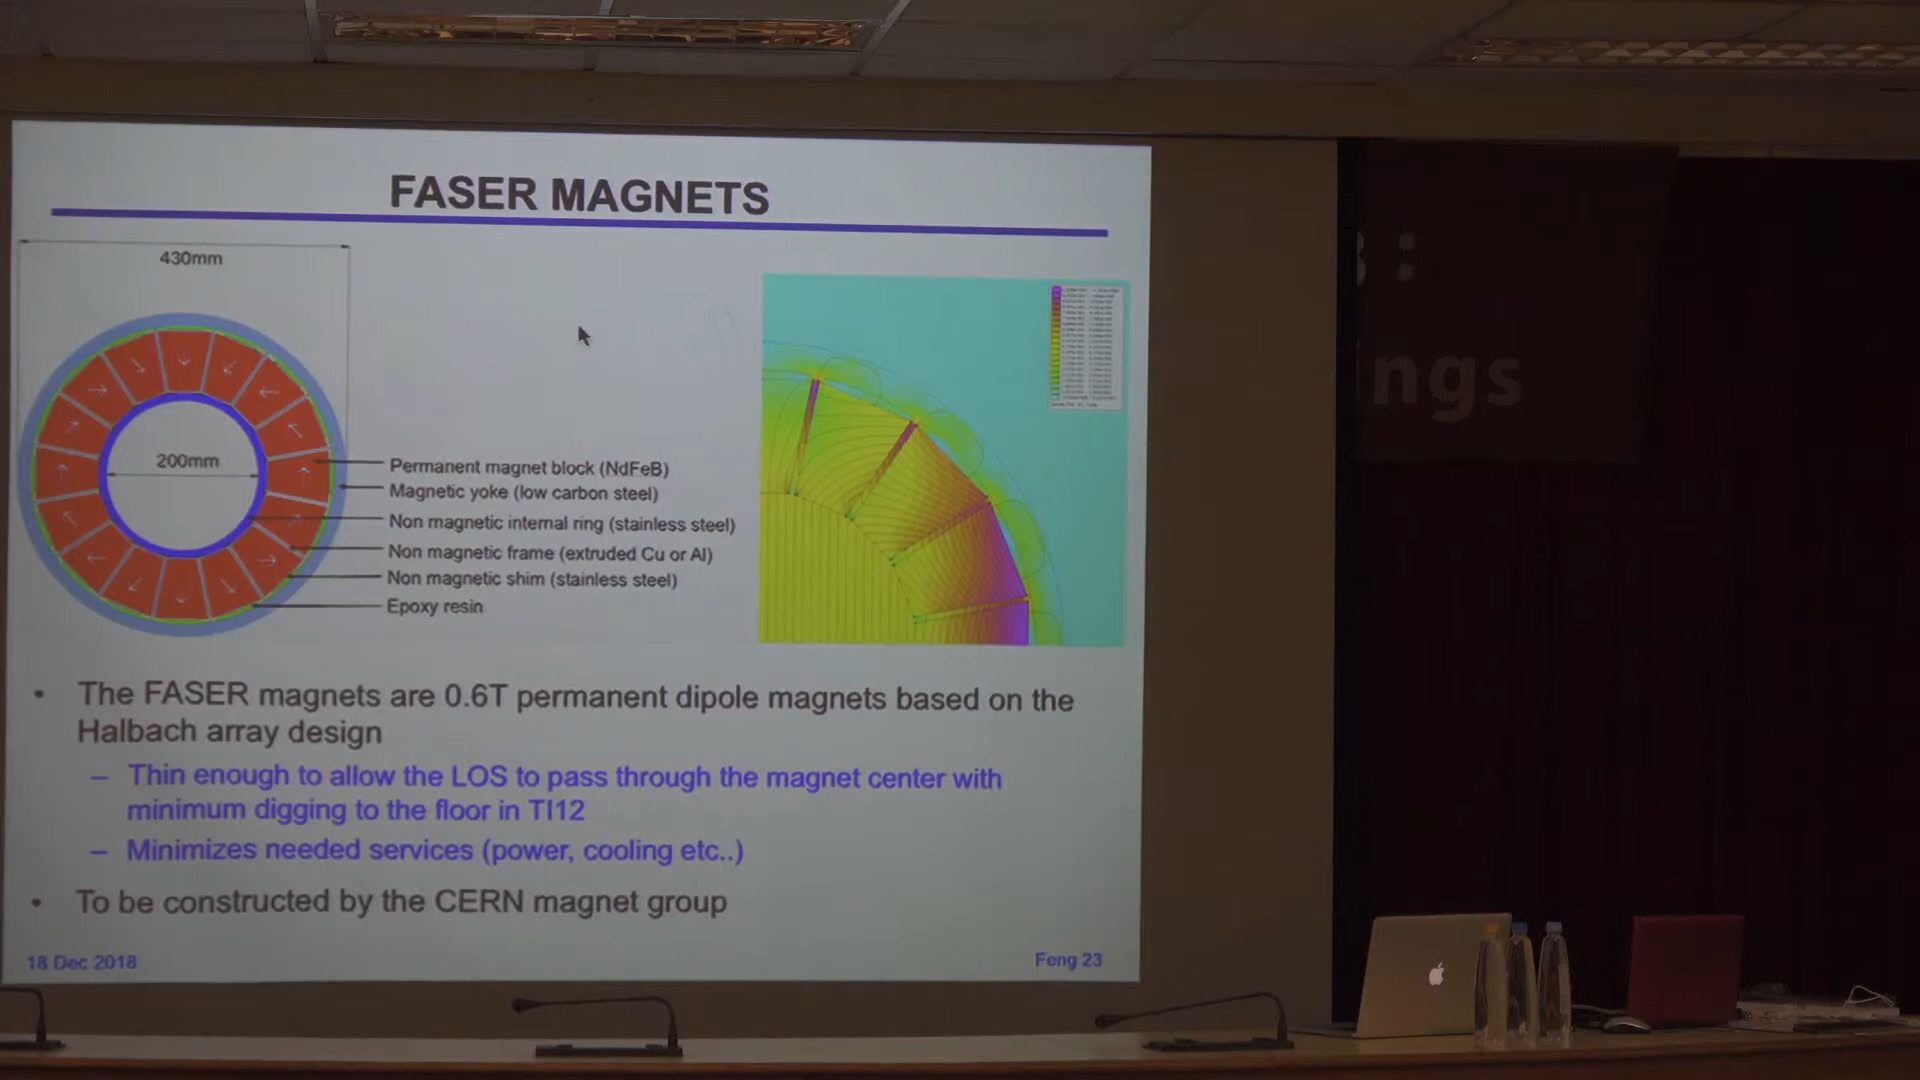 FASER MAGNETS
430mm
200mm
Permanent magnet block (NdFeB)
Magnetic yoke (low carbon steel)
Non magnetic internal ring (stainless steel)
Non magnetic frame (extruded Cu or Al)
Non magnetic shim (stainless steel)
Epoxy resin
• The FASER magnets are 0.6T permanent dipole magnets based on the
Halbach array design
– Thin enough to allow the LOS to pass through the magnet center with
minimum digging to the floor in TI12
– Minimizes needed services (power, cooling etc..)
• To be constructed by the CERN magnet group
18 Dec 2018
Feng 23
ngs